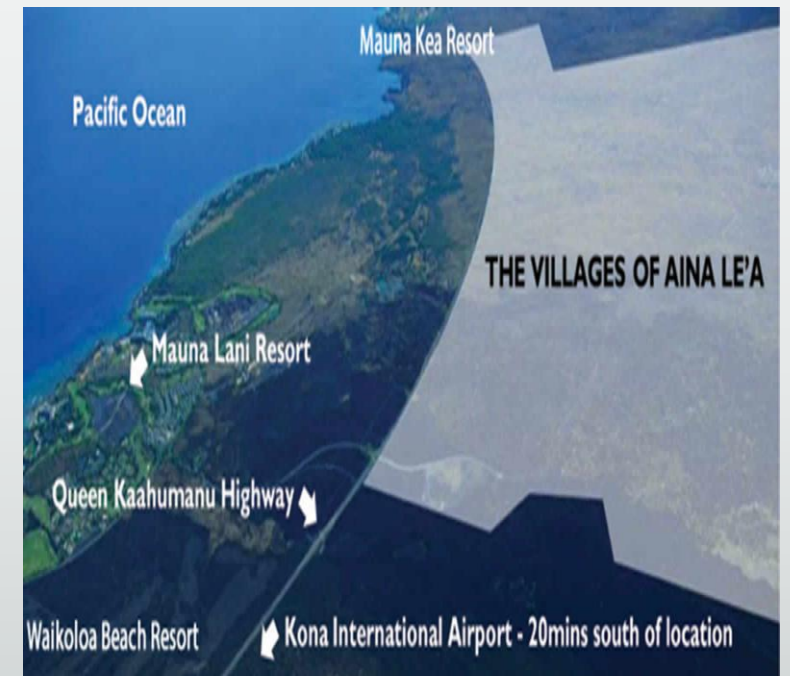 Mauna Kea Resort
Pacific Ocean
THE VILLAGES OF AINA LE'A
Mauna Lani Resort
Queen Kaahumanu Highway
Waikoloa Beach Resort
Kona International Airport - 20mins south of location